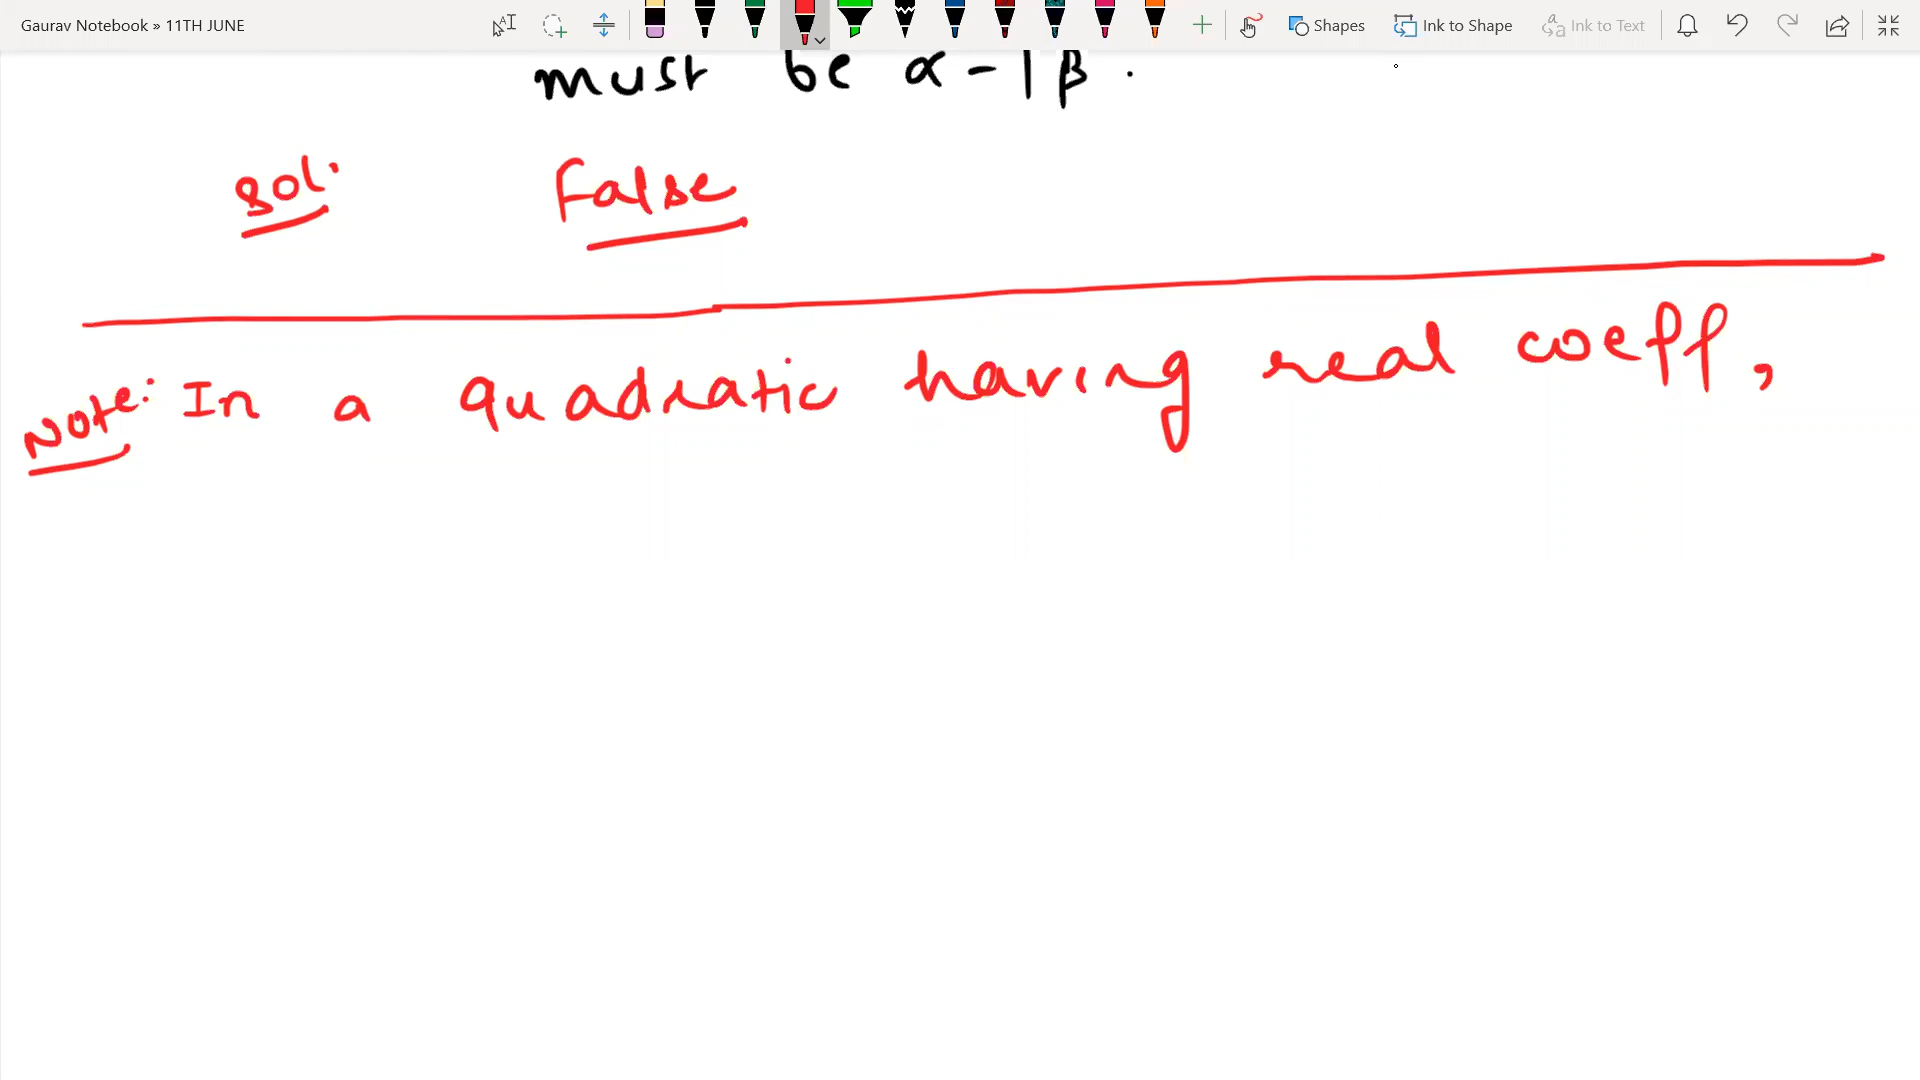 Gaurav Notebook » 11TH JUNE
Shapes
Ink to Shape
Ink to Text
must be α - iβ .
Sol.
False
Note: In a quadratic having real coeff,